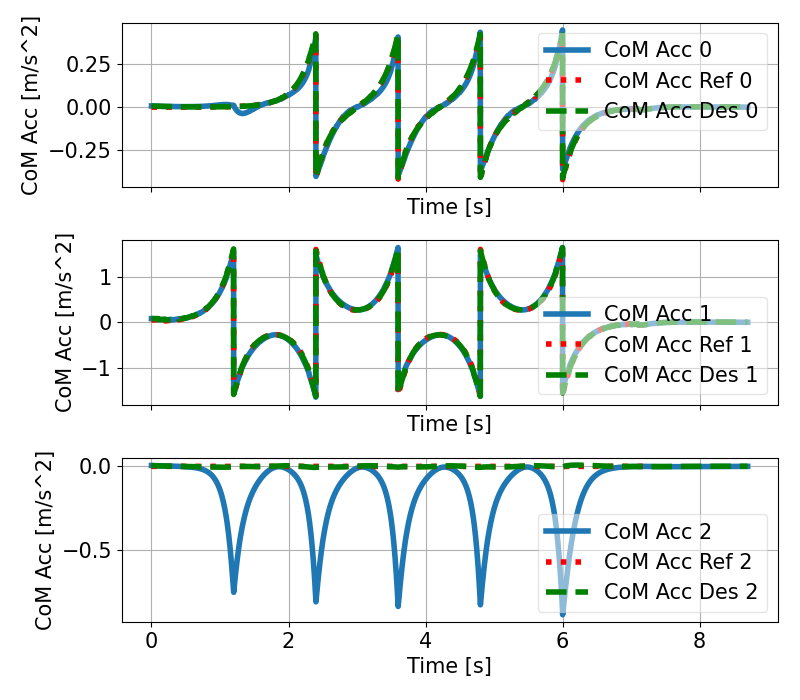 CoM Acc [m/s^2]
0.25
0.00
−0.25
CoM Acc 0
CoM Acc Ref 0
CoM Acc Des 0
Time [s]
CoM Acc [m/s^2]
1
0
−1
CoM Acc 1
CoM Acc Ref 1
CoM Acc Des 1
Time [s]
CoM Acc [m/s^2]
0.0
−0.5
CoM Acc 2
CoM Acc Ref 2
CoM Acc Des 2
0 2 4 6 8
Time [s]